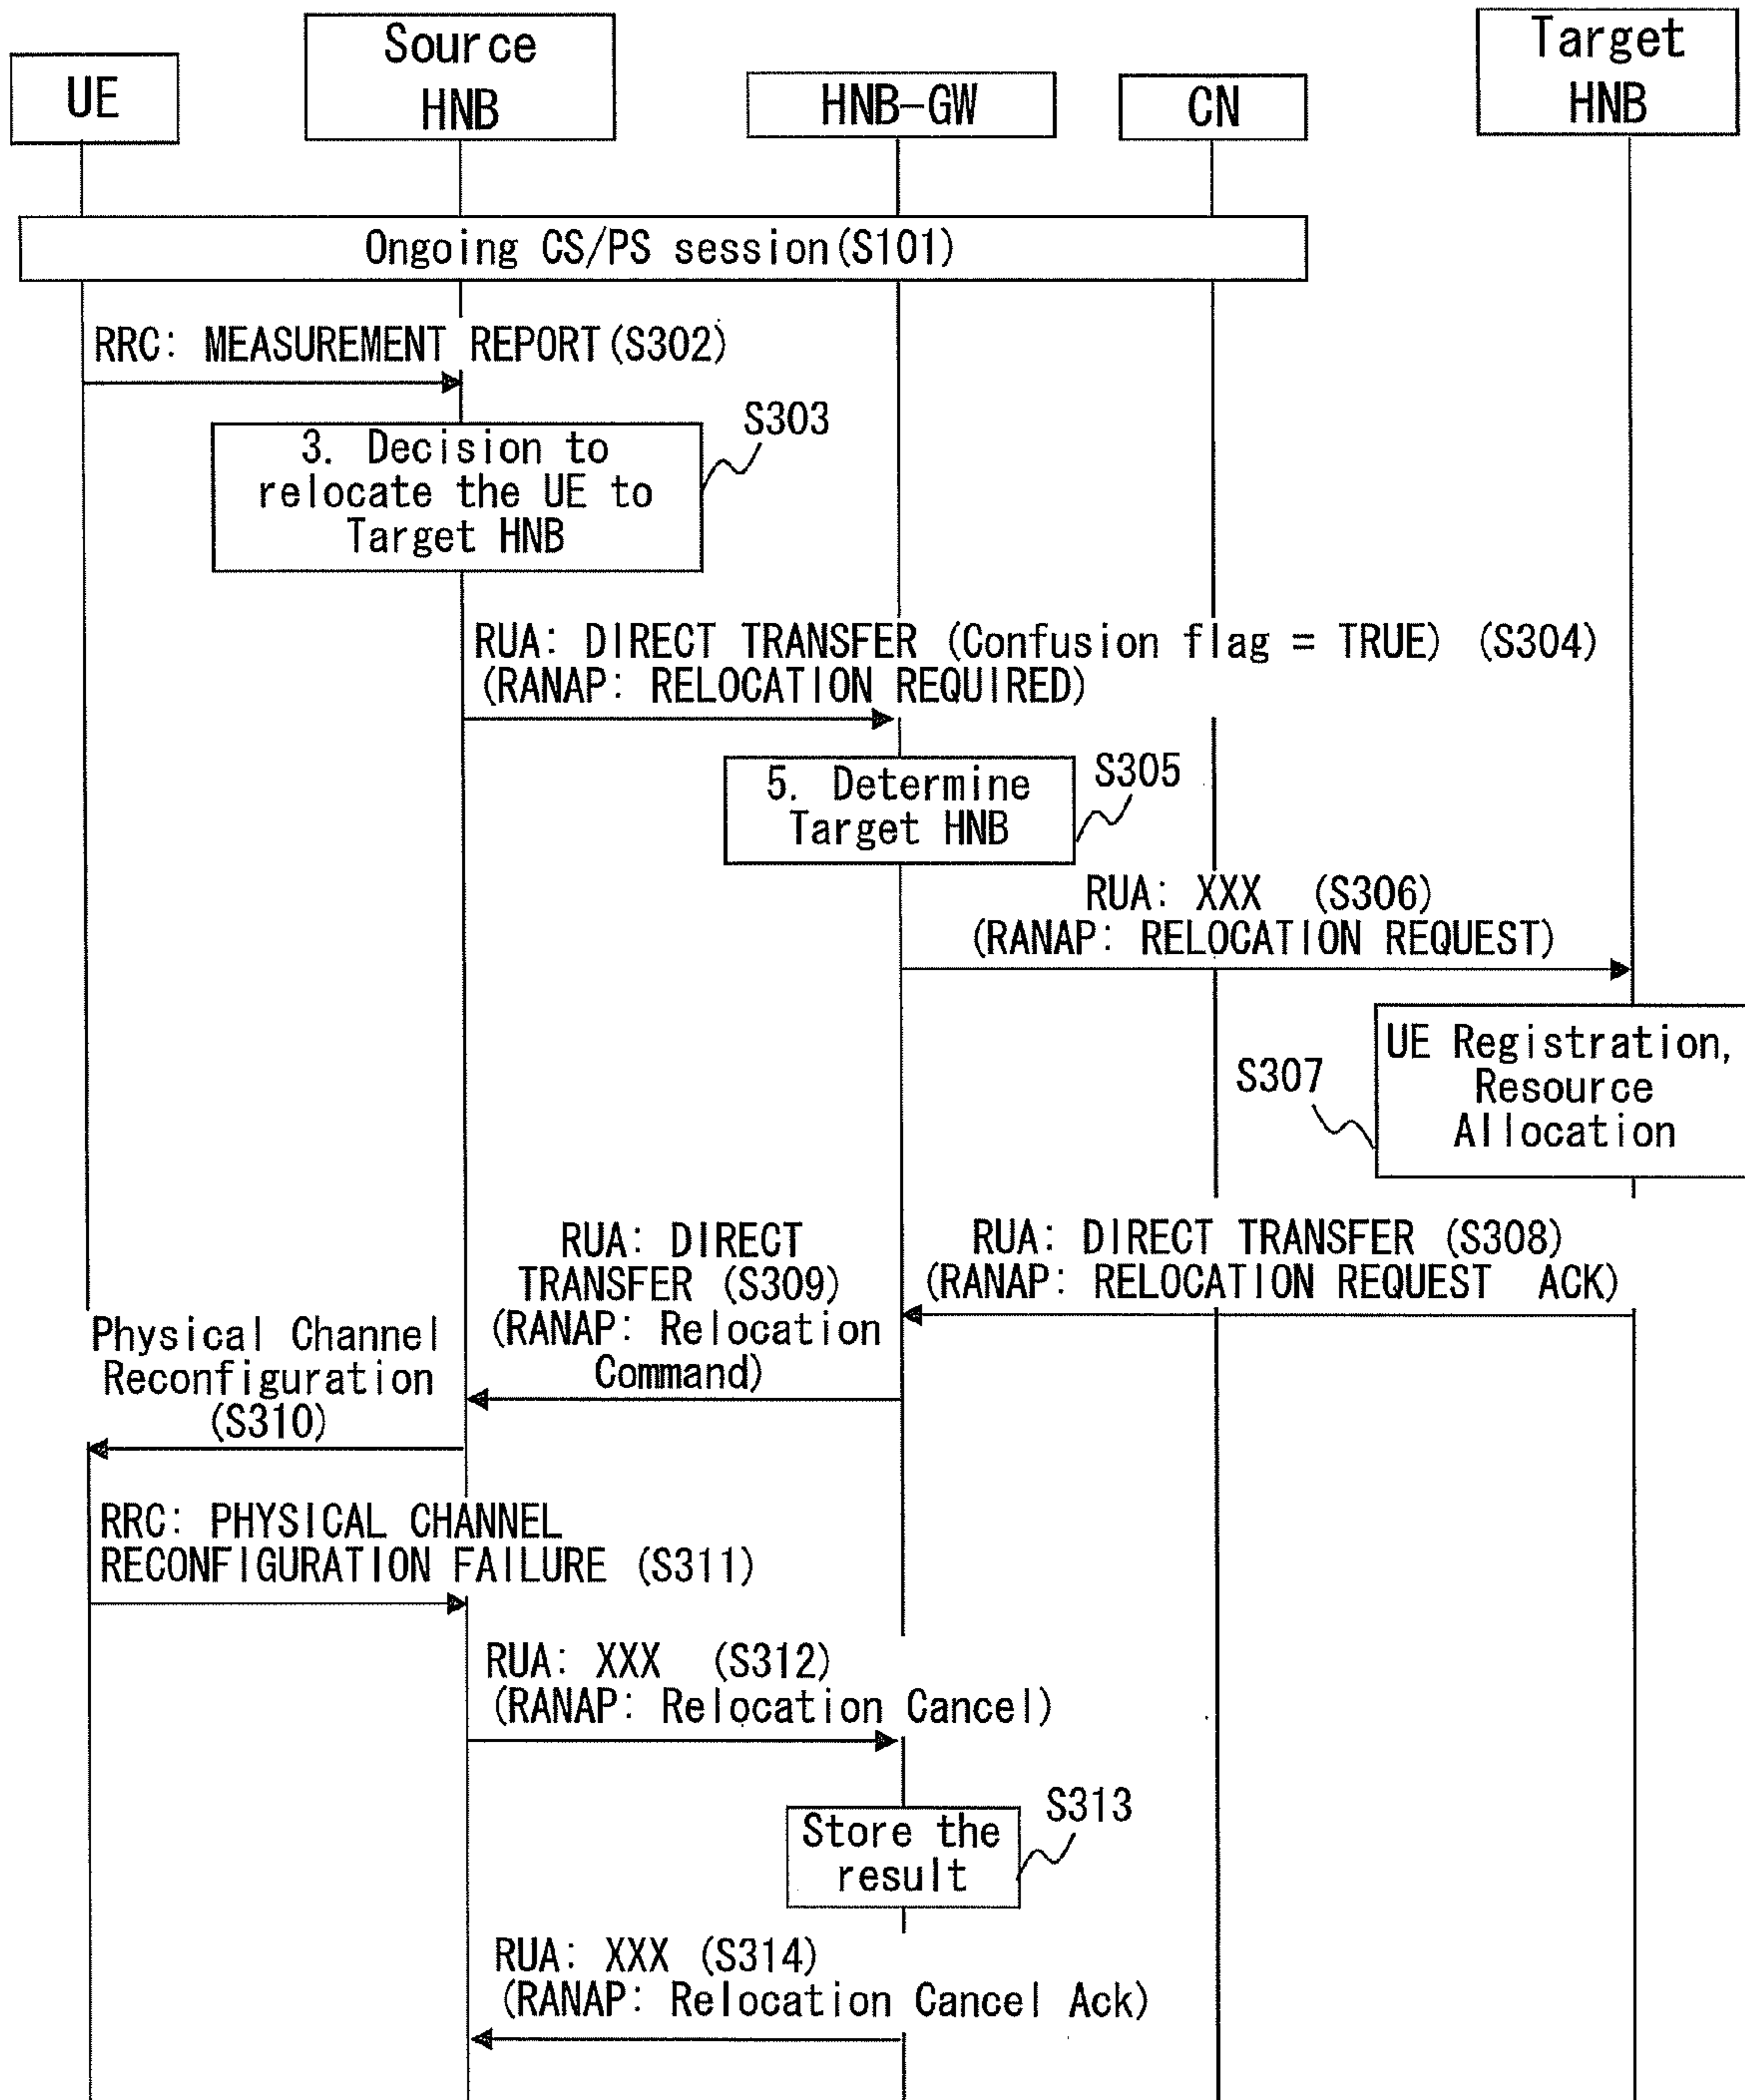 UE
Source
HNB
HNB-GW
CN
Target
HNB
Ongoing CS/PS session(S101)
RRC: MEASUREMENT REPORT(S302)
S303
3. Decision to
relocate the UE to
Target HNB
RUA: DIRECT TRANSFER (Confusion flag = TRUE) (S304)
(RANAP: RELOCATION REQUIRED)
S305
5. Determine
Target HNB
RUA: XXX (S306)
(RANAP: RELOCATION REQUEST)
S307
UE Registration,
Resource
Allocation
RUA: DIRECT TRANSFER (S308)
(RANAP: RELOCATION REQUEST ACK)
RUA: DIRECT
TRANSFER (S309)
(RANAP: Relocation
Command)
Physical Channel
Reconfiguration
(S310)
RRC: PHYSICAL CHANNEL
RECONFIGURATION FAILURE (S311)
RUA: XXX (S312)
(RANAP: Relocation Cancel)
S313
Store the
result
RUA: XXX (S314)
(RANAP: Relocation Cancel Ack)